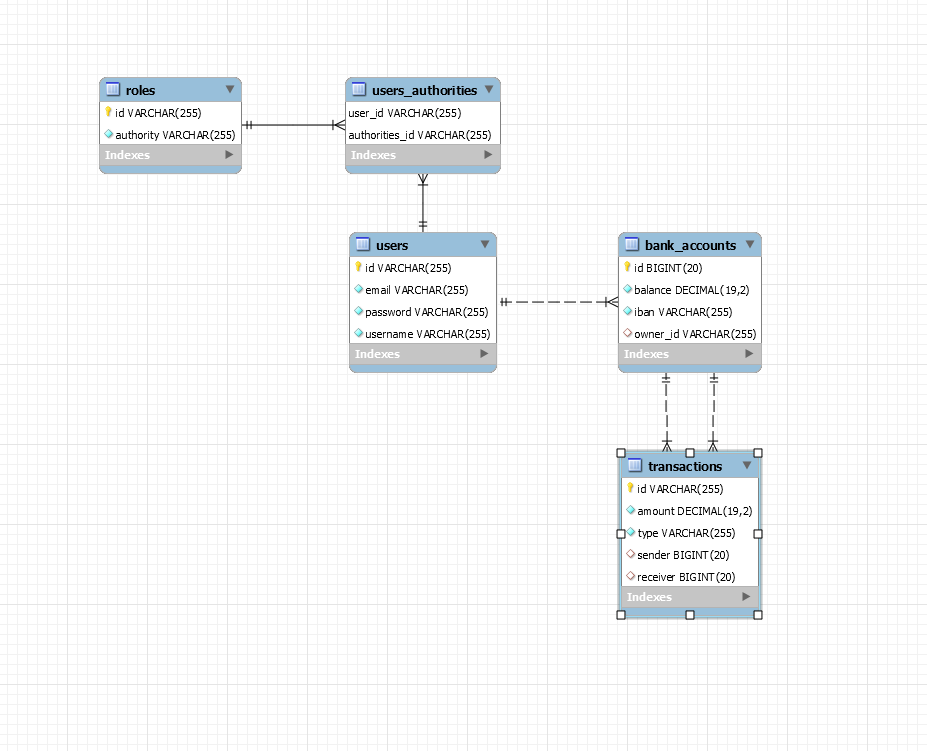 roles
id VARCHAR(255)
authority VARCHAR(255)
Indexes
users_authorities
user_id VARCHAR(255)
authorities_id VARCHAR(255)
Indexes
users
id VARCHAR(255)
email VARCHAR(255)
password VARCHAR(255)
username VARCHAR(255)
Indexes
bank_accounts
id BIGINT(20)
balance DECIMAL(19,2)
iban VARCHAR(255)
owner_id VARCHAR(255)
Indexes
transactions
id VARCHAR(255)
amount DECIMAL(19,2)
type VARCHAR(255)
sender BIGINT(20)
receiver BIGINT(20)
Indexes